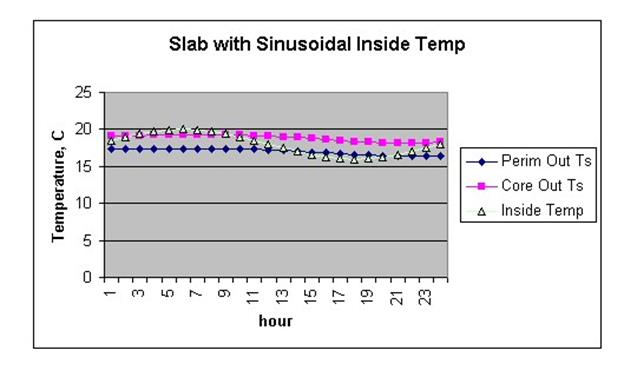 Slab with Sinusoidal Inside Temp
25
20
15
10
5
0
Temperature, C
1 3 5 7 9 11 13 15 17 19 21 23
hour
Perim Out Ts
Core Out Ts
Inside Temp